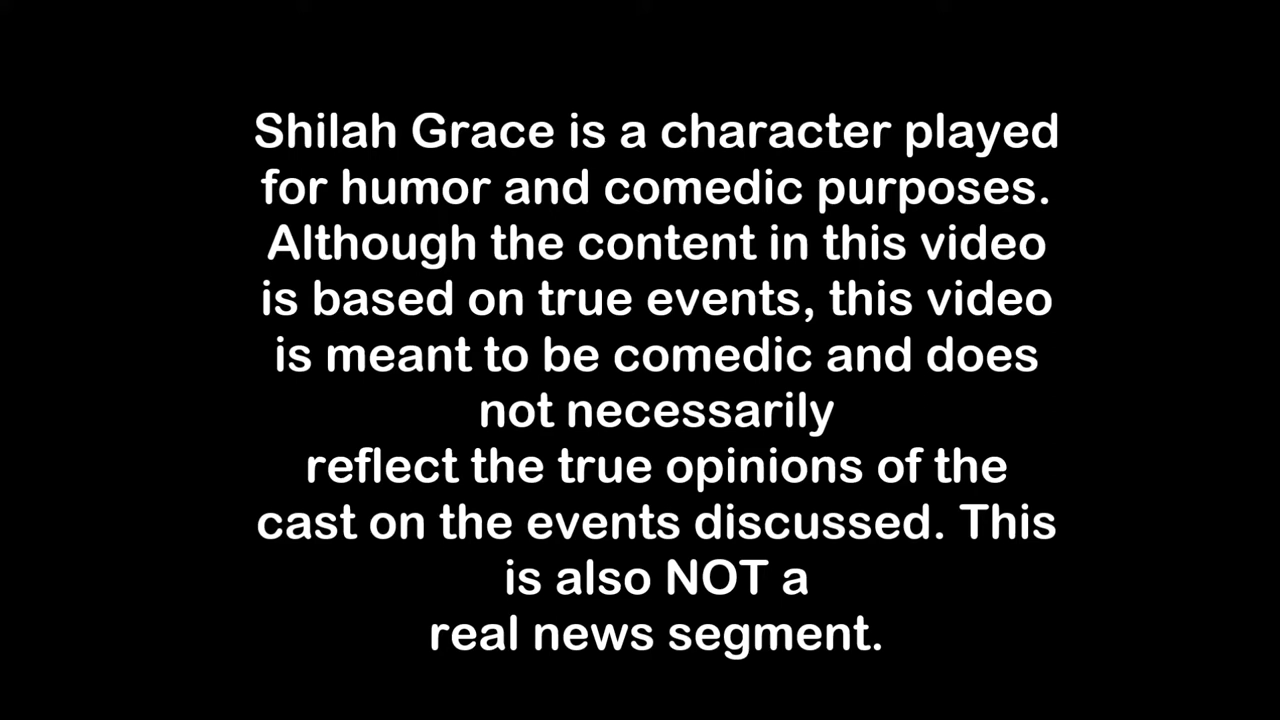 Shilah Grace is a character played
for humor and comedic purposes.
Although the content in this video
is based on true events, this video
is meant to be comedic and does
not necessarily
reflect the true opinions of the
cast on the events discussed. This
is also NOT a
real news segment.